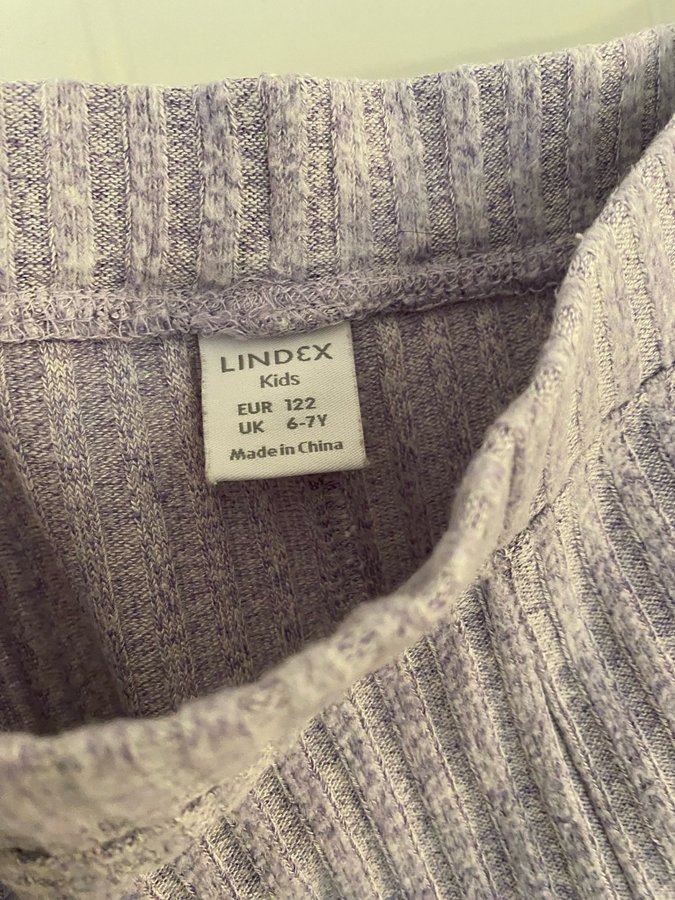 LINDEX
Kids
EUR 122
UK 6-7Y
Made in China